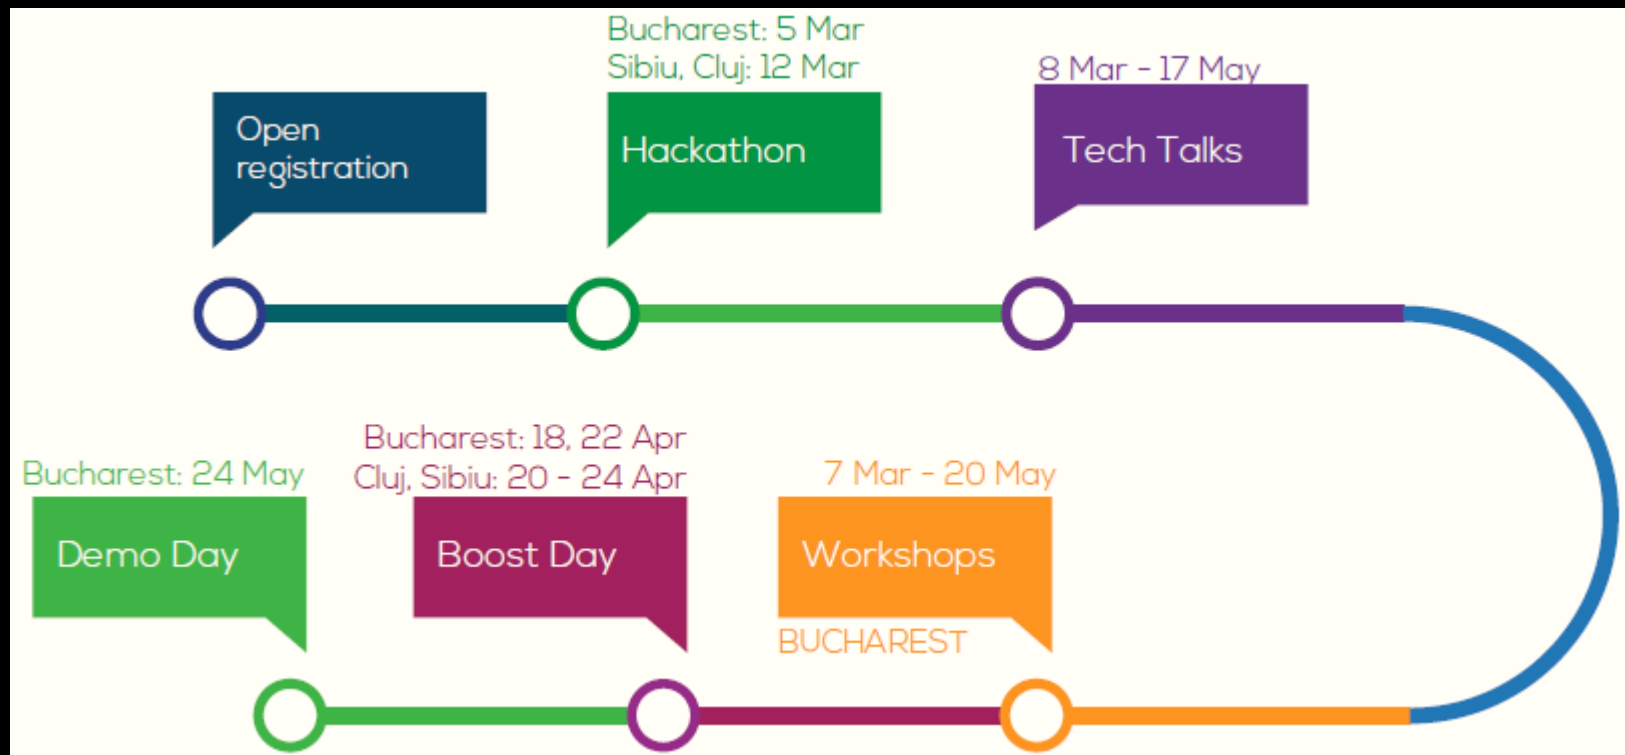 Bucharest: 5 Mar
Sibiu, Cluj: 12 Mar
8 Mar - 17 May
Open
registration
Hackathon
Tech Talks
Bucharest: 24 May
Demo Day
Bucharest: 18, 22 Apr
Cluj, Sibiu: 20 - 24 Apr
Boost Day
7 Mar - 20 May
Workshops
BUCHAREST